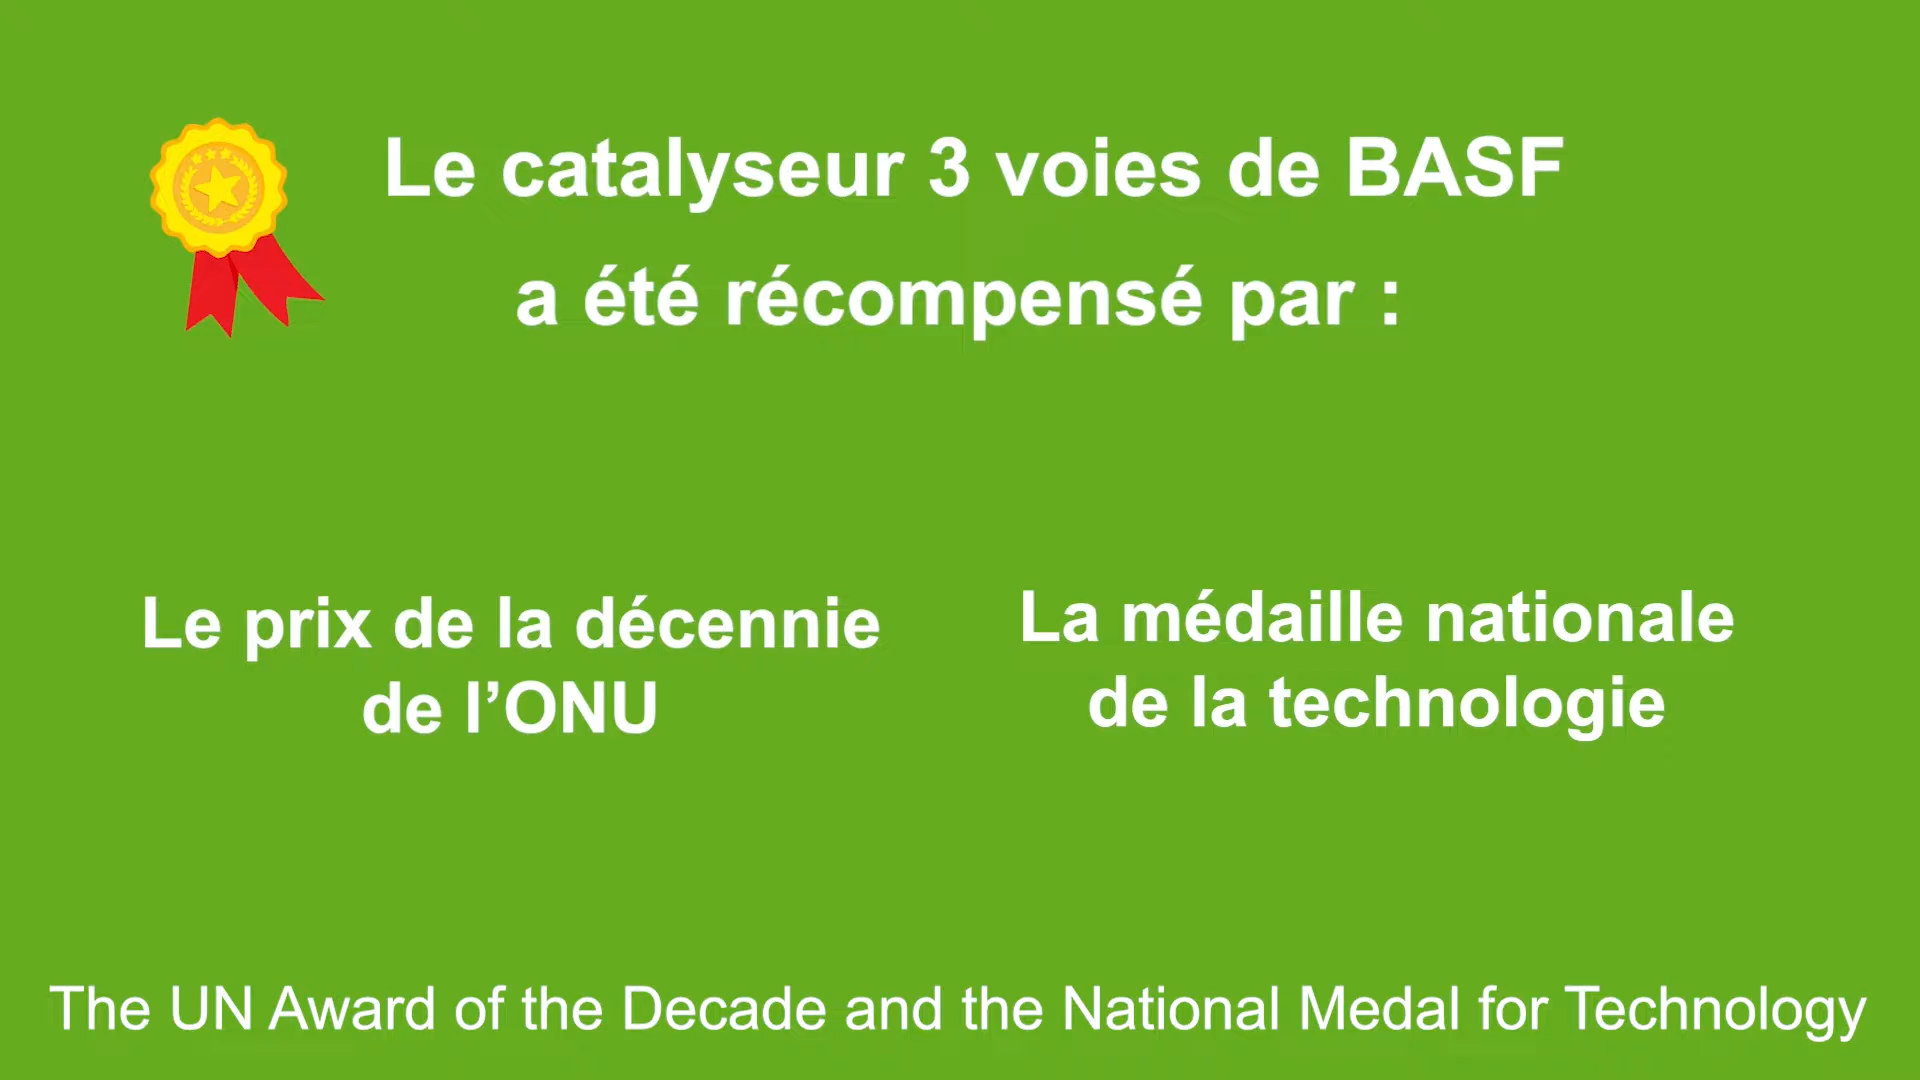 Le catalyseur 3 voies de BASF
a été récompensé par :
Le prix de la décennie
de l’ONU
La médaille nationale
de la technologie
The UN Award of the Decade and the National Medal for Technology